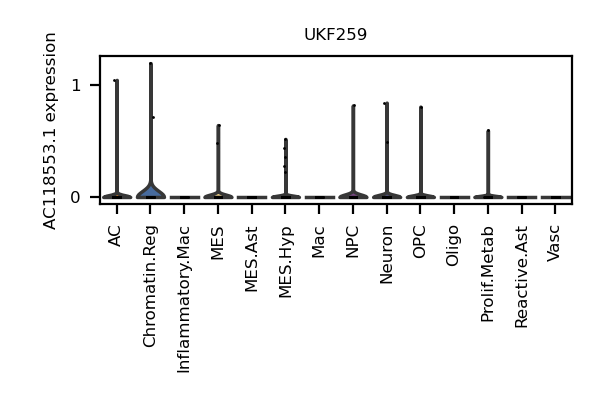 UKF259
AC118553.1 expression
1
0
AC
Chromatin.Reg
Inflammatory.Mac
MES
MES.Ast
MES.Hyp
Mac
NPC
Neuron
OPC
Oligo
Prolif.Metab
Reactive.Ast
Vasc